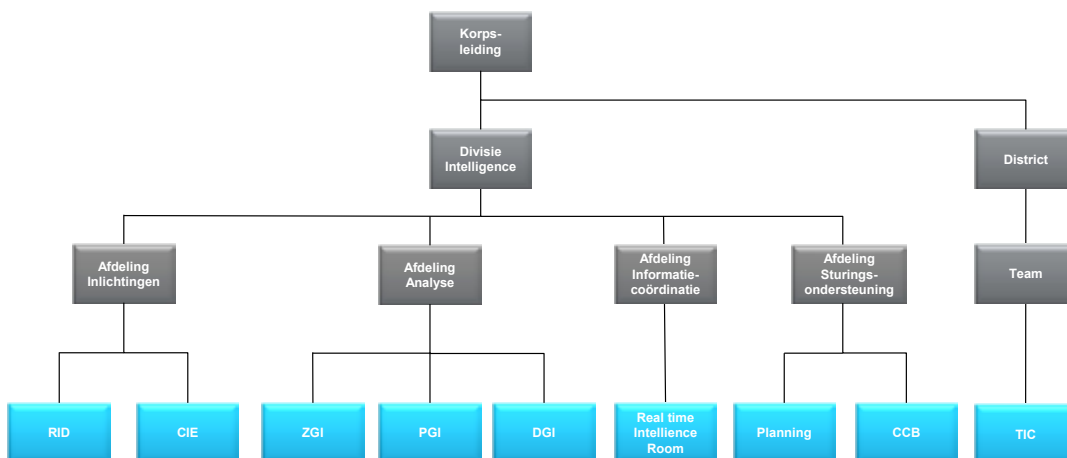 Korps-
leiding
Divisie
Intelligence
District
Afdeling
Inlichtingen
Afdeling
Analyse
Afdeling
Informatie-
coördinatie
Afdeling
Sturings-
ondersteuning
Team
RID
CIE
ZGI
PGI
DGI
Real time
Intellience
Room
Planning
CCB
TIC